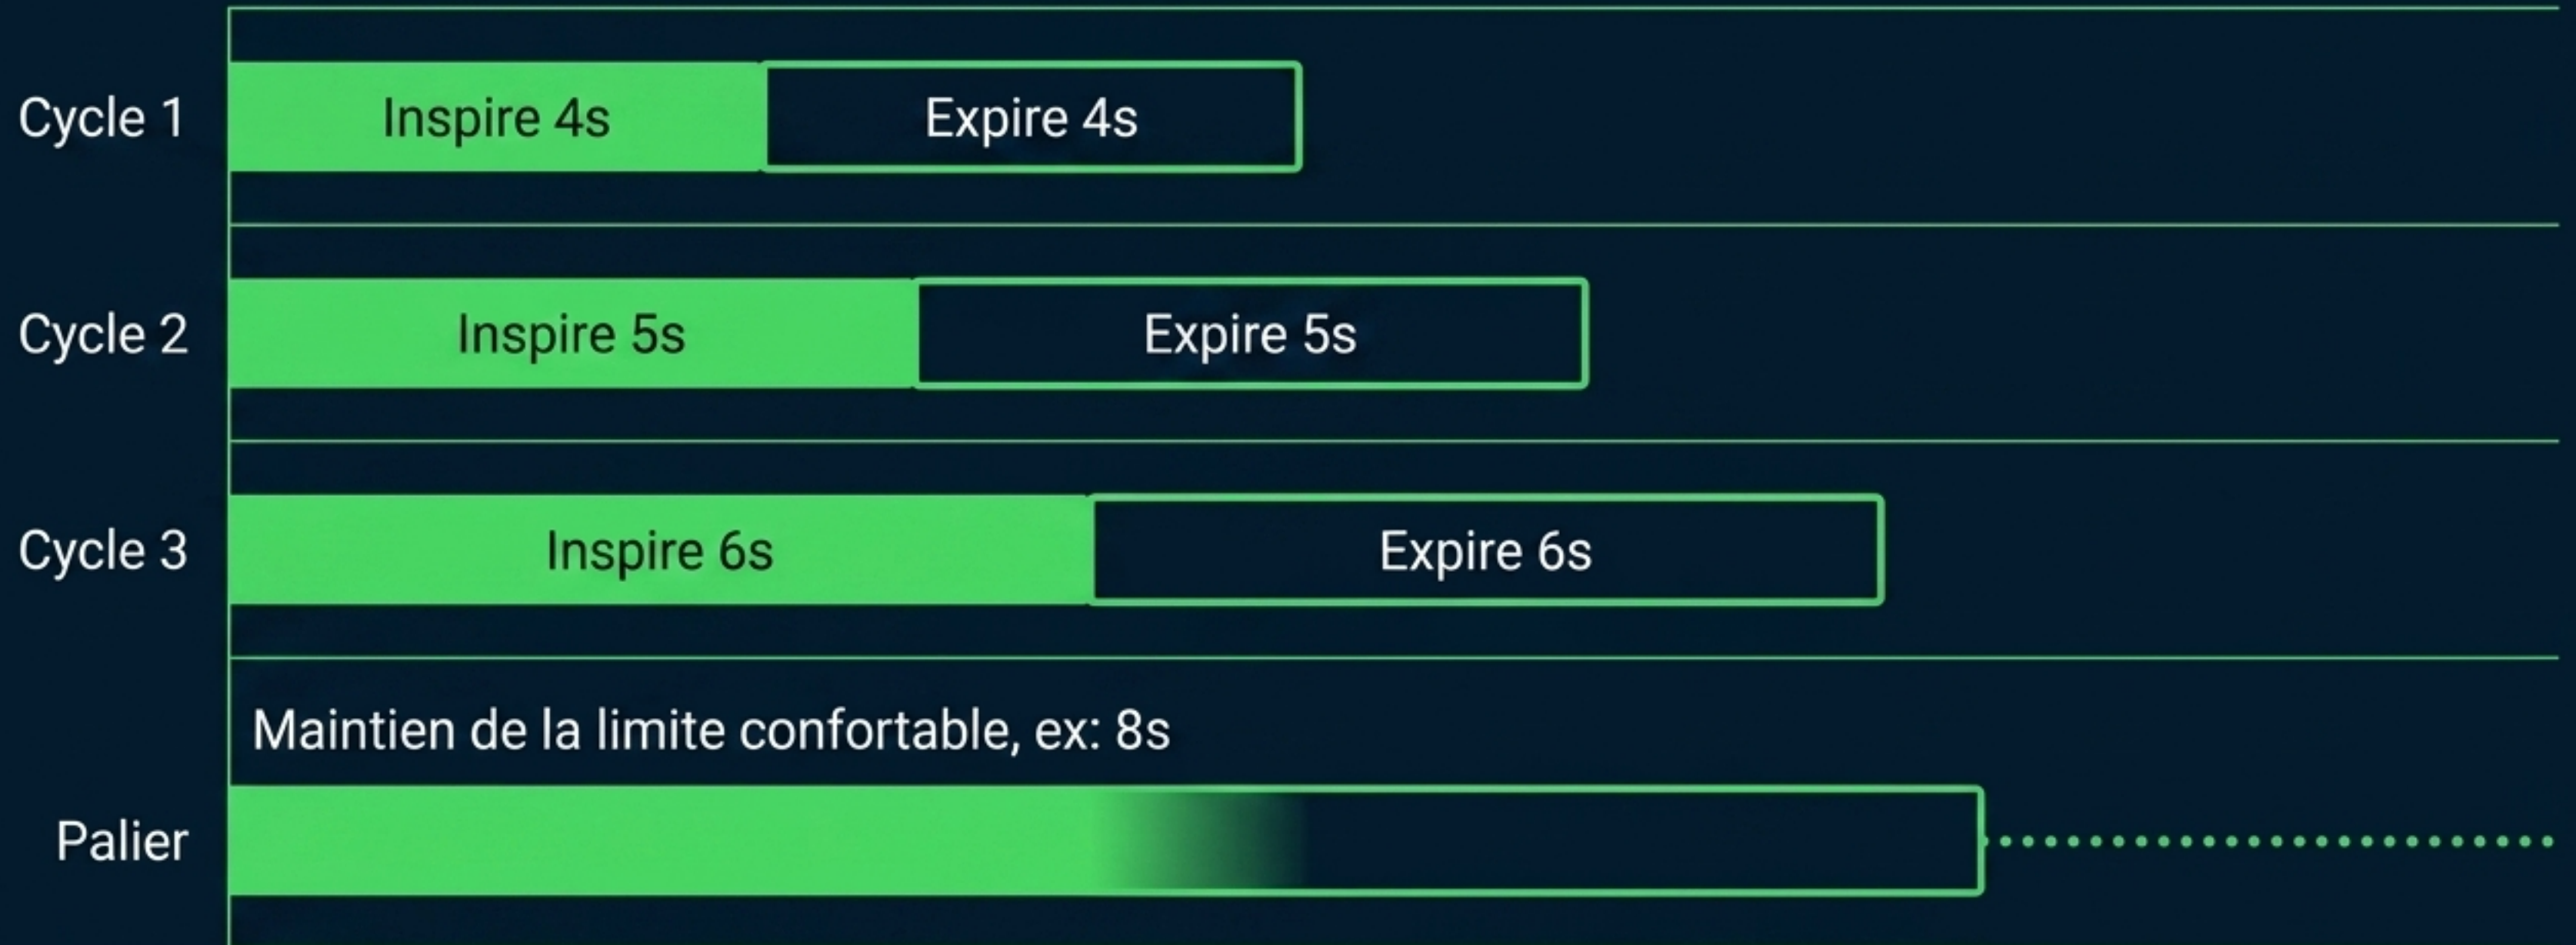 Cycle 1
Inspire 4s
Expire 4s
Cycle 2
Inspire 5s
Expire 5s
Cycle 3
Inspire 6s
Expire 6s
Maintien de la limite confortable, ex: 8s
Palier